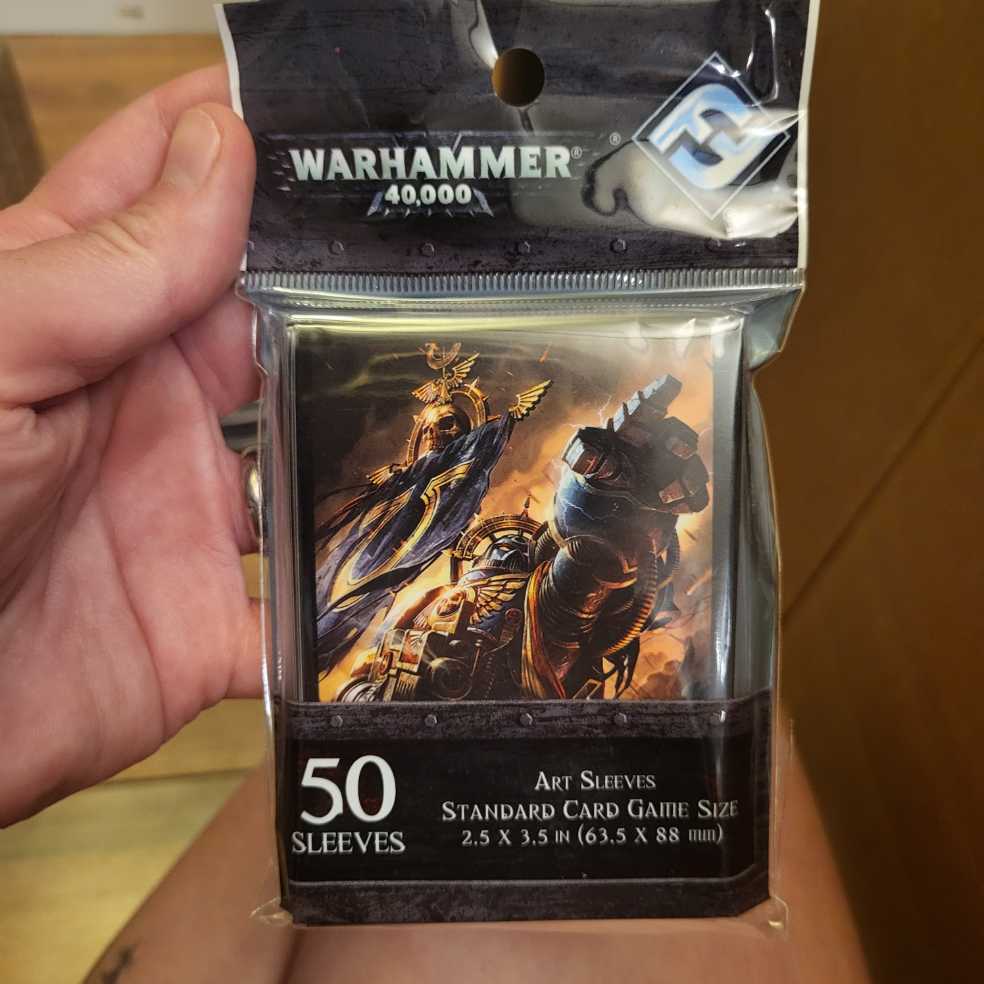 WARHAMMER®
40,000
®
50
SLEEVES
ART SLEEVES
STANDARD CARD GAME SIZE
2.5 X 3.5 IN (63.5 X 88 mm)